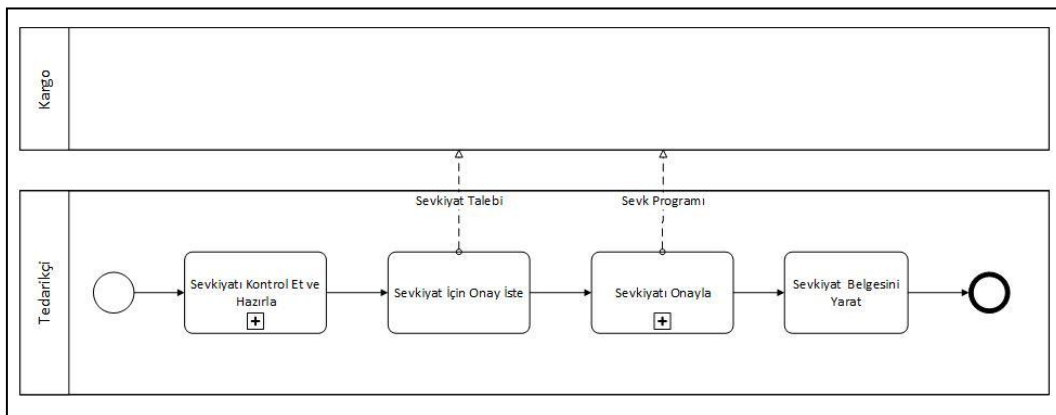 Kargo
Sevkiyat Talebi
Sevk Programı
Tedarikçi
Sevkiyatı Kontrol Et ve
Hazırla
Sevkiyat İçin Onay İste
Sevkiyatı Onayla
Sevkiyat Belgesini
Yarat